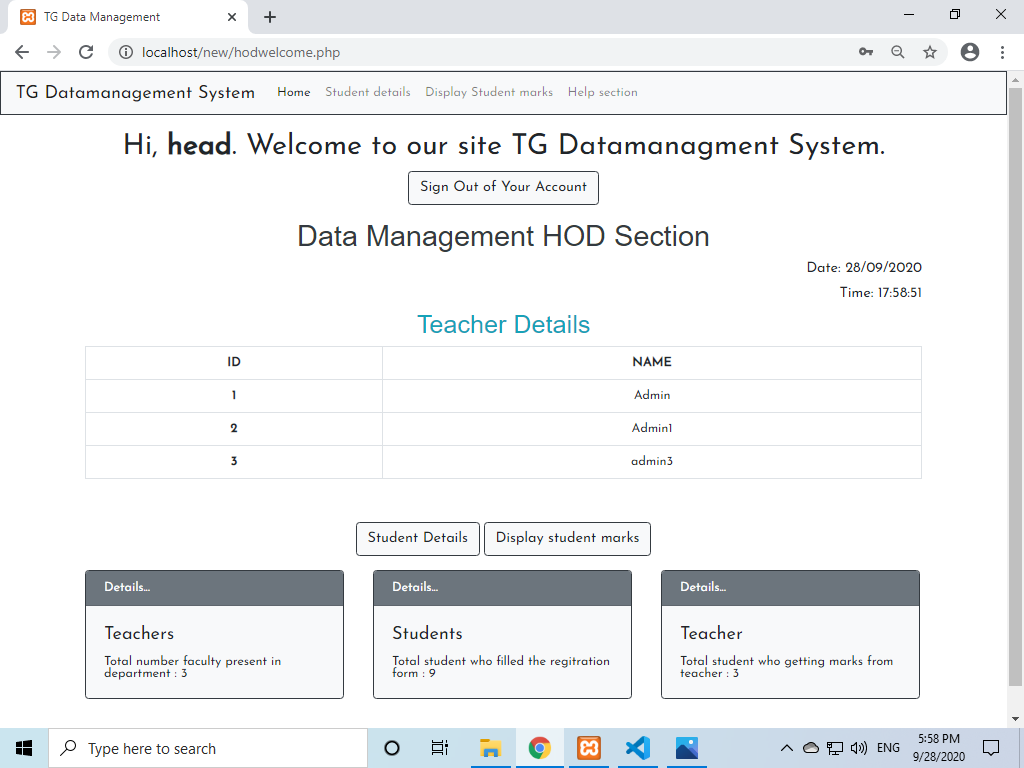 TG Data Management
localhost/new/hodwelcome.php
TG Datamanagement System Home Student details Display Student marks Help section
Hi, head. Welcome to our site TG Datamanagment System.
Sign Out of Your Account
Data Management HOD Section
Date: 28/09/2020
Time: 17:58:51
Teacher Details
ID NAME
1 Admin
2 Admin1
3 admin3
Student Details Display student marks
Details... Details... Details...
Teachers
Total number faculty present in
department : 3
Students
Total student who filled the regitration
form : 9
Teacher
Total student who getting marks from
teacher : 3
Type here to search
ENG
5:58 PM
9/28/2020